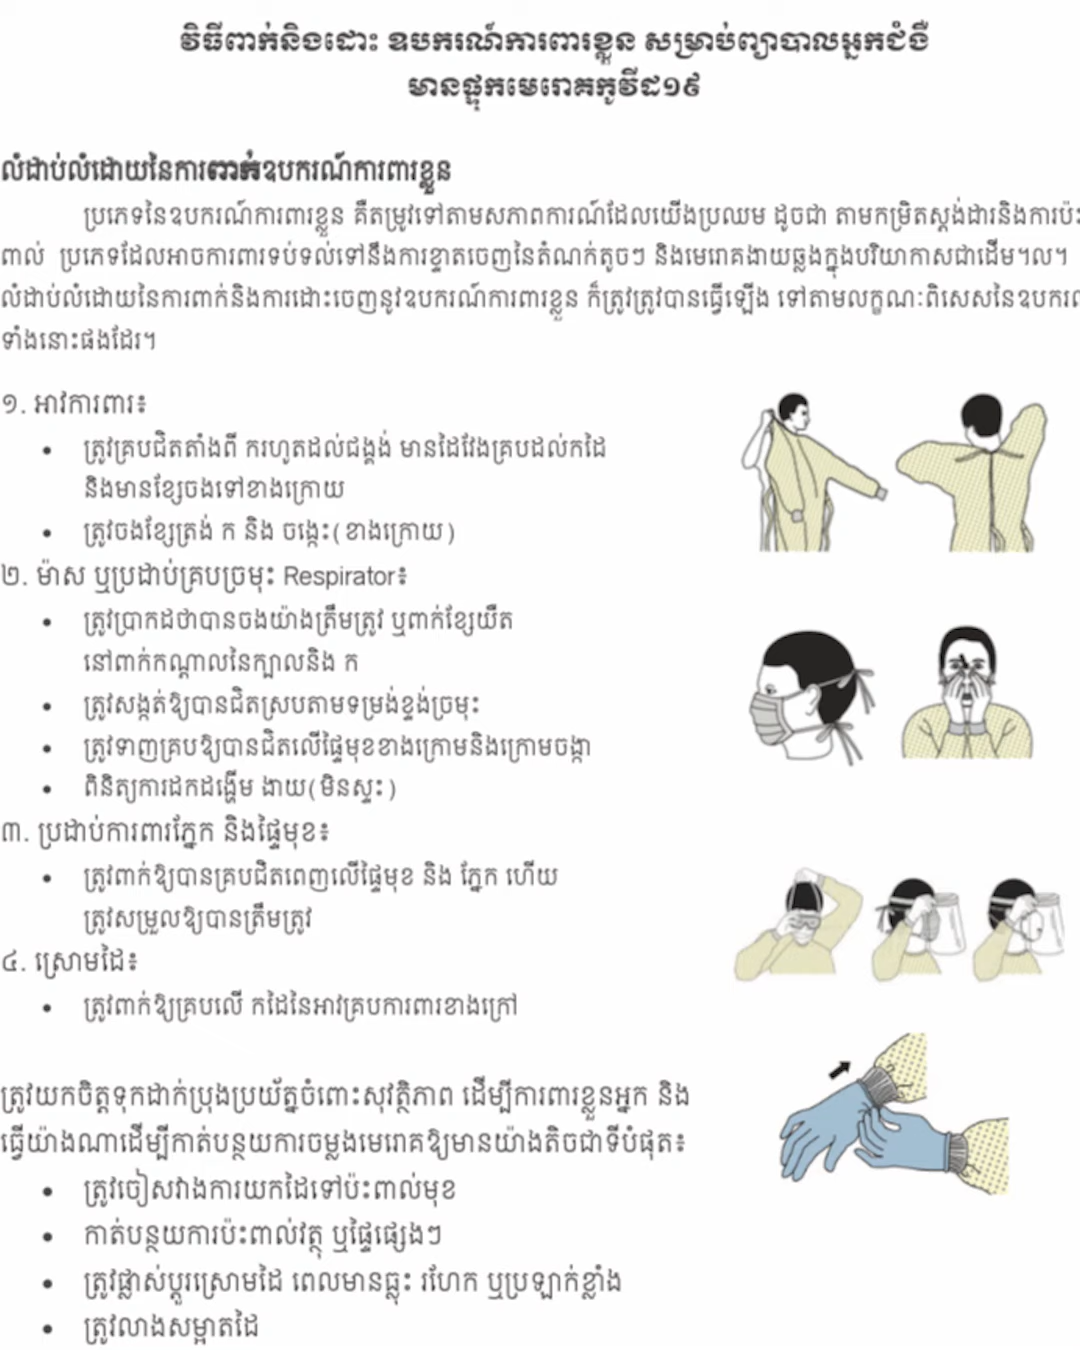 វិធីពាក់និងដោះ ឧបករណ៍ការពារខ្លួន សម្រាប់ព្យាបាលអ្នកជំងឺ
មានផ្ទុកមេរោគកូវីដ១៩
លំដាប់លំដោយនៃការពាក់ឧបករណ៍ការពារខ្លួន
ប្រភេទនៃឧបករណ៍ការពារខ្លួន គឺតម្រូវទៅតាមសភាពការណ៍ដែលយើងប្រឈម ដូចជា តាមកម្រិតស្តង់ដារនិងការប៉ះ
ពាល់ ប្រភេទដែលអាចការពារទប់ទល់ទៅនឹងការខ្ទាតចេញនៃតំណក់តូចៗ និងមេរោគងាយឆ្លងក្នុងបរិយាកាសជាដើម។ល។
លំដាប់លំដោយនៃការពាក់និងការដោះចេញនូវឧបករណ៍ការពារខ្លួន ក៏ត្រូវត្រូវបានធ្វើឡើង ទៅតាមលក្ខណៈពិសេសនៃឧបករណ៍
ទាំងនោះផងដែរ។
១. អាវការពារ៖
• ត្រូវគ្របជិតតាំងពី ករហូតដល់ជង្គង់ មានដៃវែងគ្របដល់កដៃ
និងមានខ្សែចងទៅខាងក្រោយ
• ត្រូវចងខ្សែត្រង់ ក និង ចង្កេះ(ខាងក្រោយ)
២. ម៉ាស ឬប្រដាប់គ្របច្រមុះ Respirator៖
• ត្រូវប្រាកដថាបានចងយ៉ាងត្រឹមត្រូវ ឬពាក់ខ្សែយឺត
នៅពាក់កណ្តាលនៃក្បាលនិង ក
• ត្រូវសង្កត់ឱ្យបានជិតស្របតាមទម្រង់ខ្ទង់ច្រមុះ
• ត្រូវទាញគ្របឱ្យបានជិតលើផ្ទៃមុខខាងក្រោមនិងក្រោមចង្កា
• ពិនិត្យការដកដង្ហើម ងាយ(មិនស្ទះ)
៣. ប្រដាប់ការពារភ្នែក និងផ្ទៃមុខ៖
• ត្រូវពាក់ឱ្យបានគ្របជិតពេញលើផ្ទៃមុខ និង ភ្នែក ហើយ
ត្រូវសម្រួលឱ្យបានត្រឹមត្រូវ
៤. ស្រោមដៃ៖
• ត្រូវពាក់ឱ្យគ្របលើ កដៃនៃអាវគ្របការពារខាងក្រៅ
ត្រូវយកចិត្តទុកដាក់ប្រុងប្រយ័ត្នចំពោះសុវត្ថិភាព ដើម្បីការពារខ្លួនអ្នក និង
ធ្វើយ៉ាងណាដើម្បីកាត់បន្ថយការចម្លងមេរោគឱ្យមានយ៉ាងតិចជាទីបំផុត៖
• ត្រូវចៀសវាងការយកដៃទៅប៉ះពាល់មុខ
• កាត់បន្ថយការប៉ះពាល់វត្ថុ ឬផ្ទៃផ្សេងៗ
• ត្រូវផ្លាស់ប្តូរស្រោមដៃ ពេលមានធ្លុះ រហែក ឬប្រឡាក់ខ្លាំង
• ត្រូវលាងសម្អាតដៃ